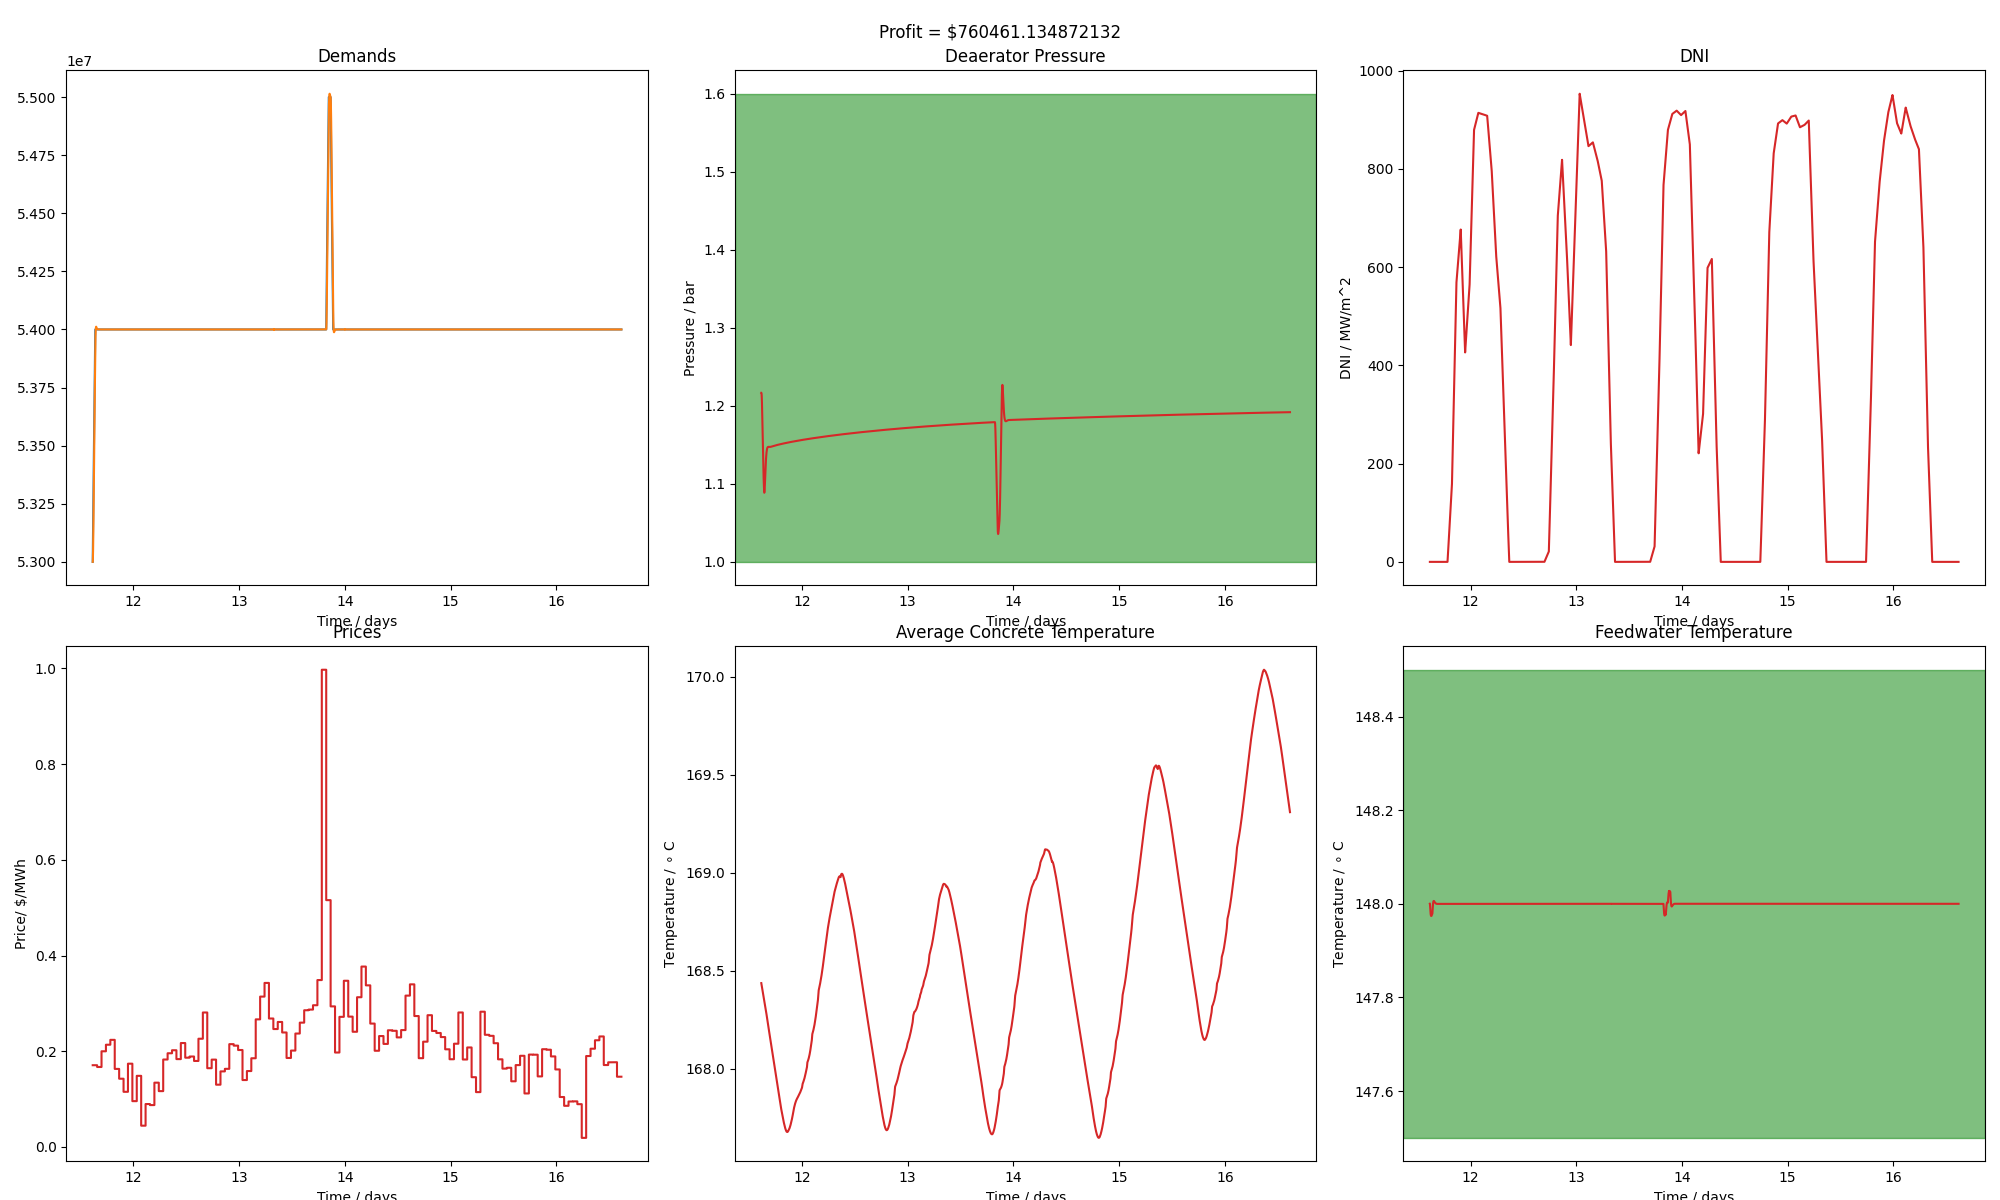 Profit = $760461.134872132
Demands
1e7
5.500
5.475
5.450
5.425
5.400
5.375
5.350
5.325
5.300
12 13 14 15 16
Time / days
Deaerator Pressure
Pressure / bar
1.6
1.5
1.4
1.3
1.2
1.1
1.0
12 13 14 15 16
Time / days
DNI
DNI / MW/m^2
1000
800
600
400
200
0
12 13 14 15 16
Time / days
Prices
Price/ $/MWh
1.0
0.8
0.6
0.4
0.2
0.0
12 13 14 15 16
Time / days
Average Concrete Temperature
Temperature / ∘ C
170.0
169.5
169.0
168.5
168.0
12 13 14 15 16
Time / days
Feedwater Temperature
Temperature / ∘ C
148.4
148.2
148.0
147.8
147.6
12 13 14 15 16
Time / days